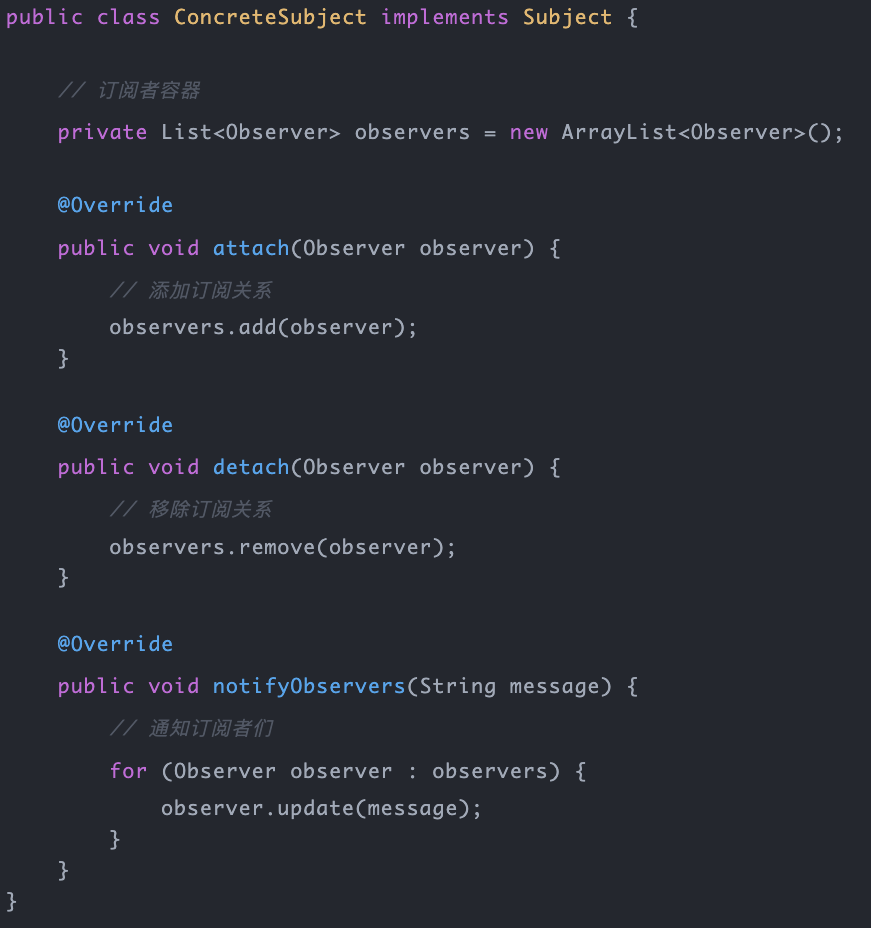 public class ConcreteSubject implements Subject {
// 订阅者容器
private List<Observer> observers = new ArrayList<Observer>();
@Override
public void attach(Observer observer) {
// 添加订阅关系
observers.add(observer);
}
@Override
public void detach(Observer observer) {
// 移除订阅关系
observers.remove(observer);
}
@Override
public void notifyObservers(String message) {
// 通知订阅者们
for (Observer observer : observers) {
observer.update(message);
}
}
}